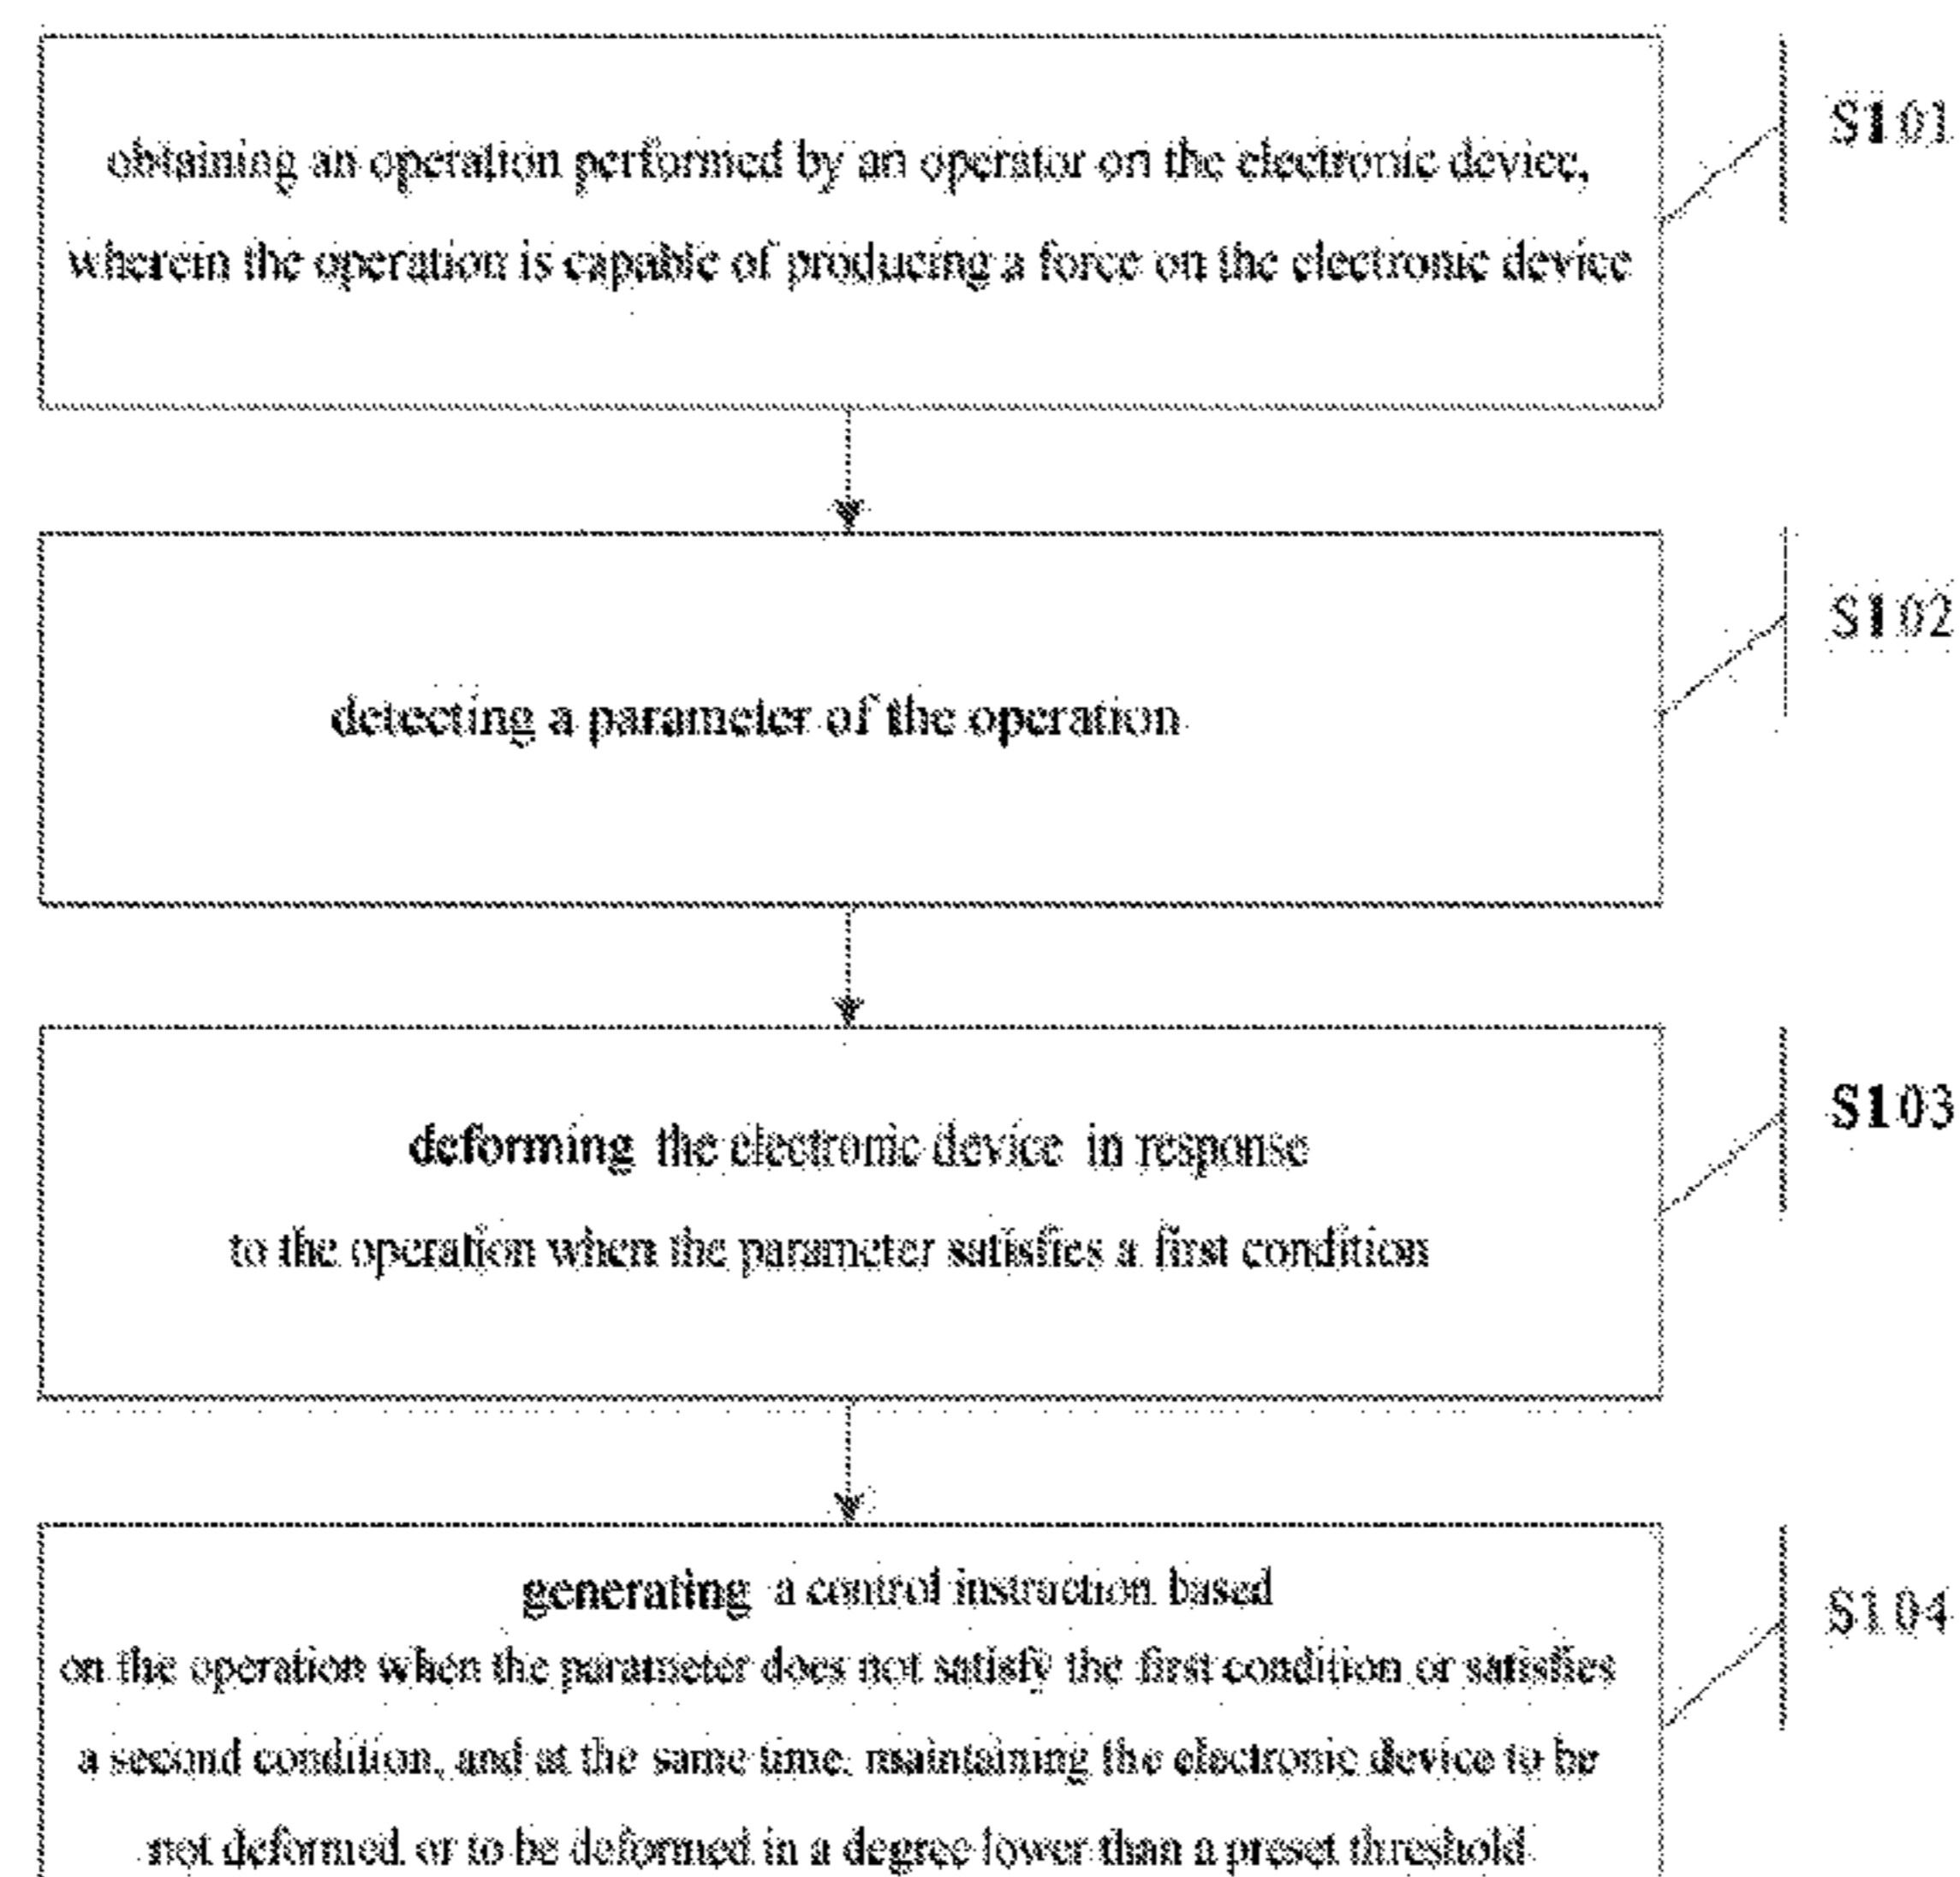 obtaining an operation performed by an operator on the electronic device,
wherein the operation is capable of producing a force on the electronic device
S101
detecting a parameter of the operation
S102
deforming the electronic device in response
to the operation when the parameter satisfies a first condition
S103
generating a control instruction based
on the operation when the parameter does not satisfy the first condition or satisfies
a second condition, and at the same time, maintaining the electronic device to be
not deformed or to be deformed in a degree lower than a preset threshold
S104